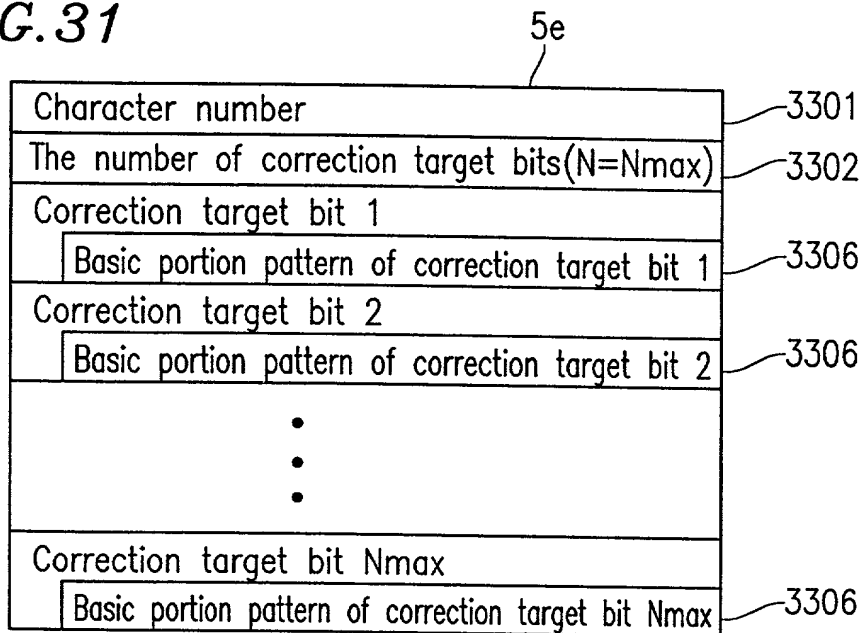 G.31
5e
Character number 3301
The number of correction target bits(N=Nmax) 3302
Correction target bit 1
Basic portion pattern of correction target bit 1 3306
Correction target bit 2
Basic portion pattern of correction target bit 2 3306
Correction target bit Nmax
Basic portion pattern of correction target bit Nmax 3306